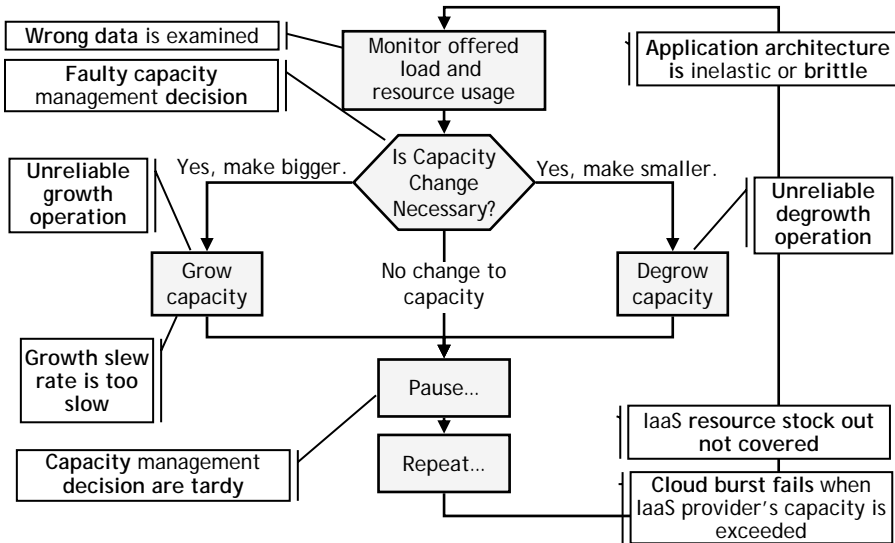 Wrong data is examined
Monitor offered
load and
resource usage
Application architecture
is inelastic or brittle
Faulty capacity
management decision
Is Capacity
Change
Necessary?
Yes, make bigger.
Yes, make smaller.
Unreliable
growth
operation
Unreliable
degrowth
operation
Grow
capacity
No change to
capacity
Degrow
capacity
Growth slew
rate is too
slow
Pause...
IaaS resource stock out
not covered
Capacity management
decision are tardy
Repeat...
Cloud burst fails when
IaaS provider's capacity is
exceeded